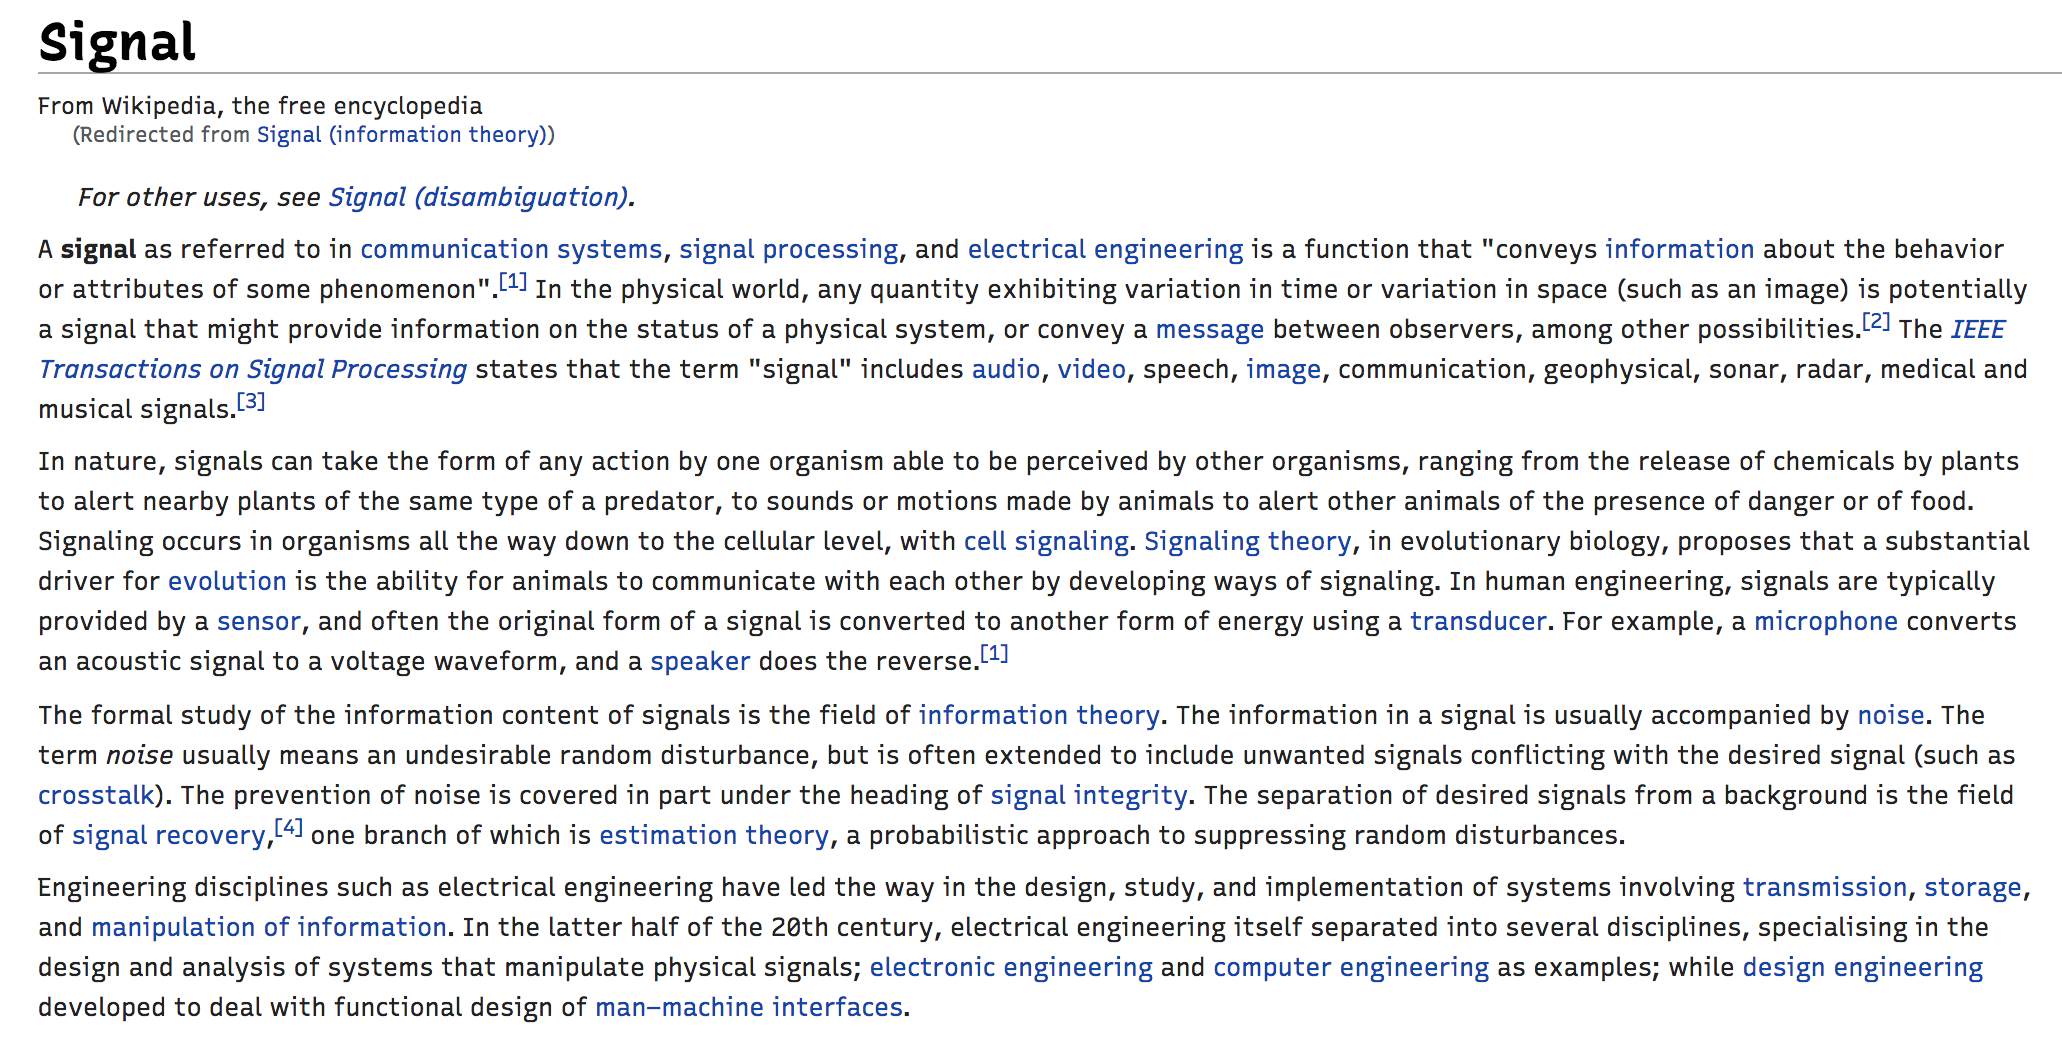 Signal
From Wikipedia, the free encyclopedia
(Redirected from Signal (information theory))
For other uses, see Signal (disambiguation).
A signal as referred to in communication systems, signal processing, and electrical engineering is a function that "conveys information about the behavior
or attributes of some phenomenon".[1] In the physical world, any quantity exhibiting variation in time or variation in space (such as an image) is potentially
a signal that might provide information on the status of a physical system, or convey a message between observers, among other possibilities.[2] The IEEE
Transactions on Signal Processing states that the term "signal" includes audio, video, speech, image, communication, geophysical, sonar, radar, medical and
musical signals.[3]
In nature, signals can take the form of any action by one organism able to be perceived by other organisms, ranging from the release of chemicals by plants
to alert nearby plants of the same type of a predator, to sounds or motions made by animals to alert other animals of the presence of danger or of food.
Signaling occurs in organisms all the way down to the cellular level, with cell signaling. Signaling theory, in evolutionary biology, proposes that a substantial
driver for evolution is the ability for animals to communicate with each other by developing ways of signaling. In human engineering, signals are typically
provided by a sensor, and often the original form of a signal is converted to another form of energy using a transducer. For example, a microphone converts
an acoustic signal to a voltage waveform, and a speaker does the reverse.[1]
The formal study of the information content of signals is the field of information theory. The information in a signal is usually accompanied by noise. The
term noise usually means an undesirable random disturbance, but is often extended to include unwanted signals conflicting with the desired signal (such as
crosstalk). The prevention of noise is covered in part under the heading of signal integrity. The separation of desired signals from a background is the field
of signal recovery,[4] one branch of which is estimation theory, a probabilistic approach to suppressing random disturbances.
Engineering disciplines such as electrical engineering have led the way in the design, study, and implementation of systems involving transmission, storage,
and manipulation of information. In the latter half of the 20th century, electrical engineering itself separated into several disciplines, specialising in the
design and analysis of systems that manipulate physical signals; electronic engineering and computer engineering as examples; while design engineering
developed to deal with functional design of man–machine interfaces.